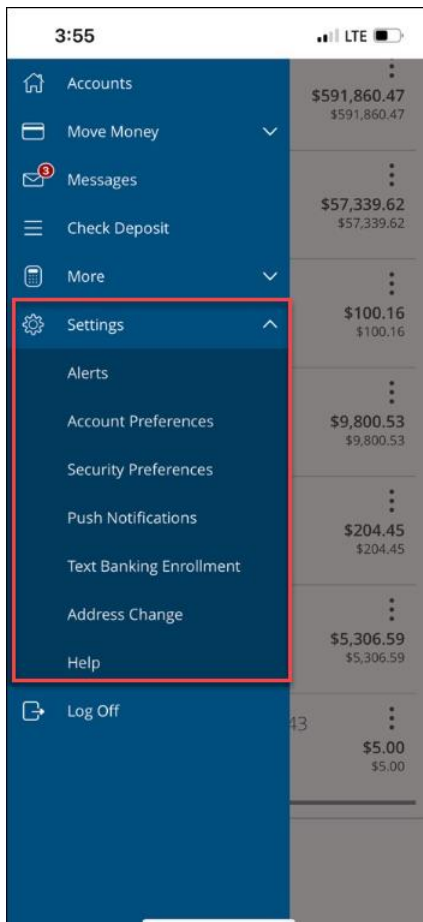 3:55
LTE
Accounts
Move Money
3
Messages
Check Deposit
More
Settings
Alerts
Account Preferences
Security Preferences
Push Notifications
Text Banking Enrollment
Address Change
Help
Log Off
$591,860.47
$591,860.47
$57,339.62
$57,339.62
$100.16
$100.16
$9,800.53
$9,800.53
$204.45
$204.45
$5,306.59
$5,306.59
43
$5.00
$5.00